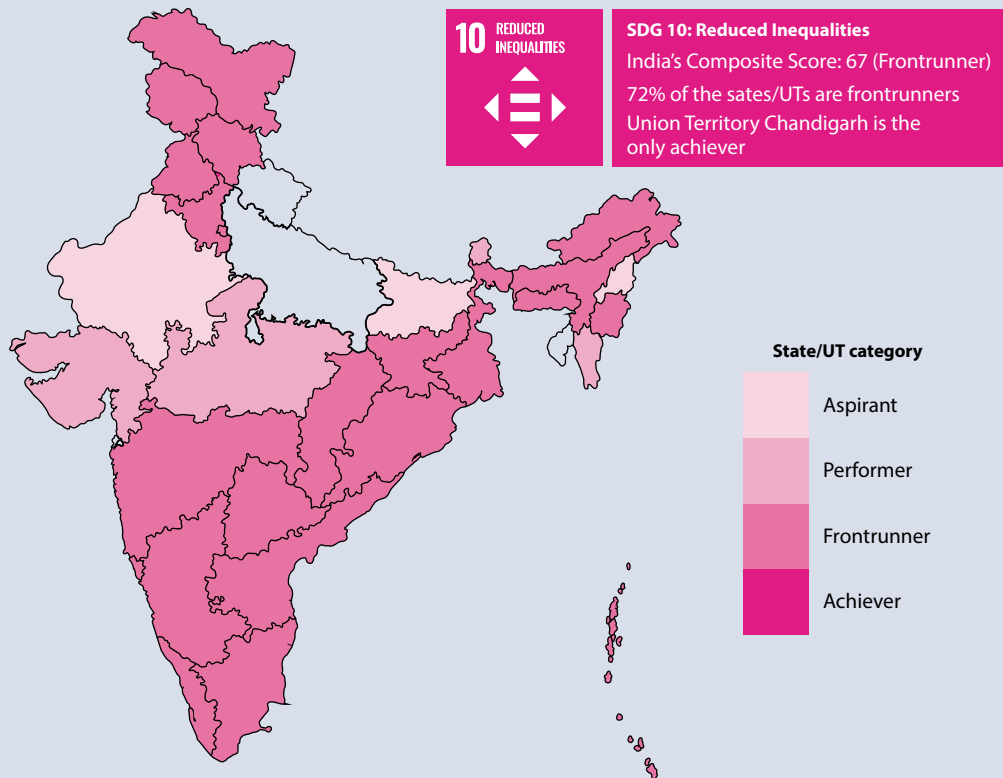 10 REDUCED
INEQUALITIES
SDG 10: Reduced Inequalities
India's Composite Score: 67 (Frontrunner)
72% of the sates/UTs are frontrunners
Union Territory Chandigarh is the
only achiever
State/UT category
Aspirant
Performer
Frontrunner
Achiever